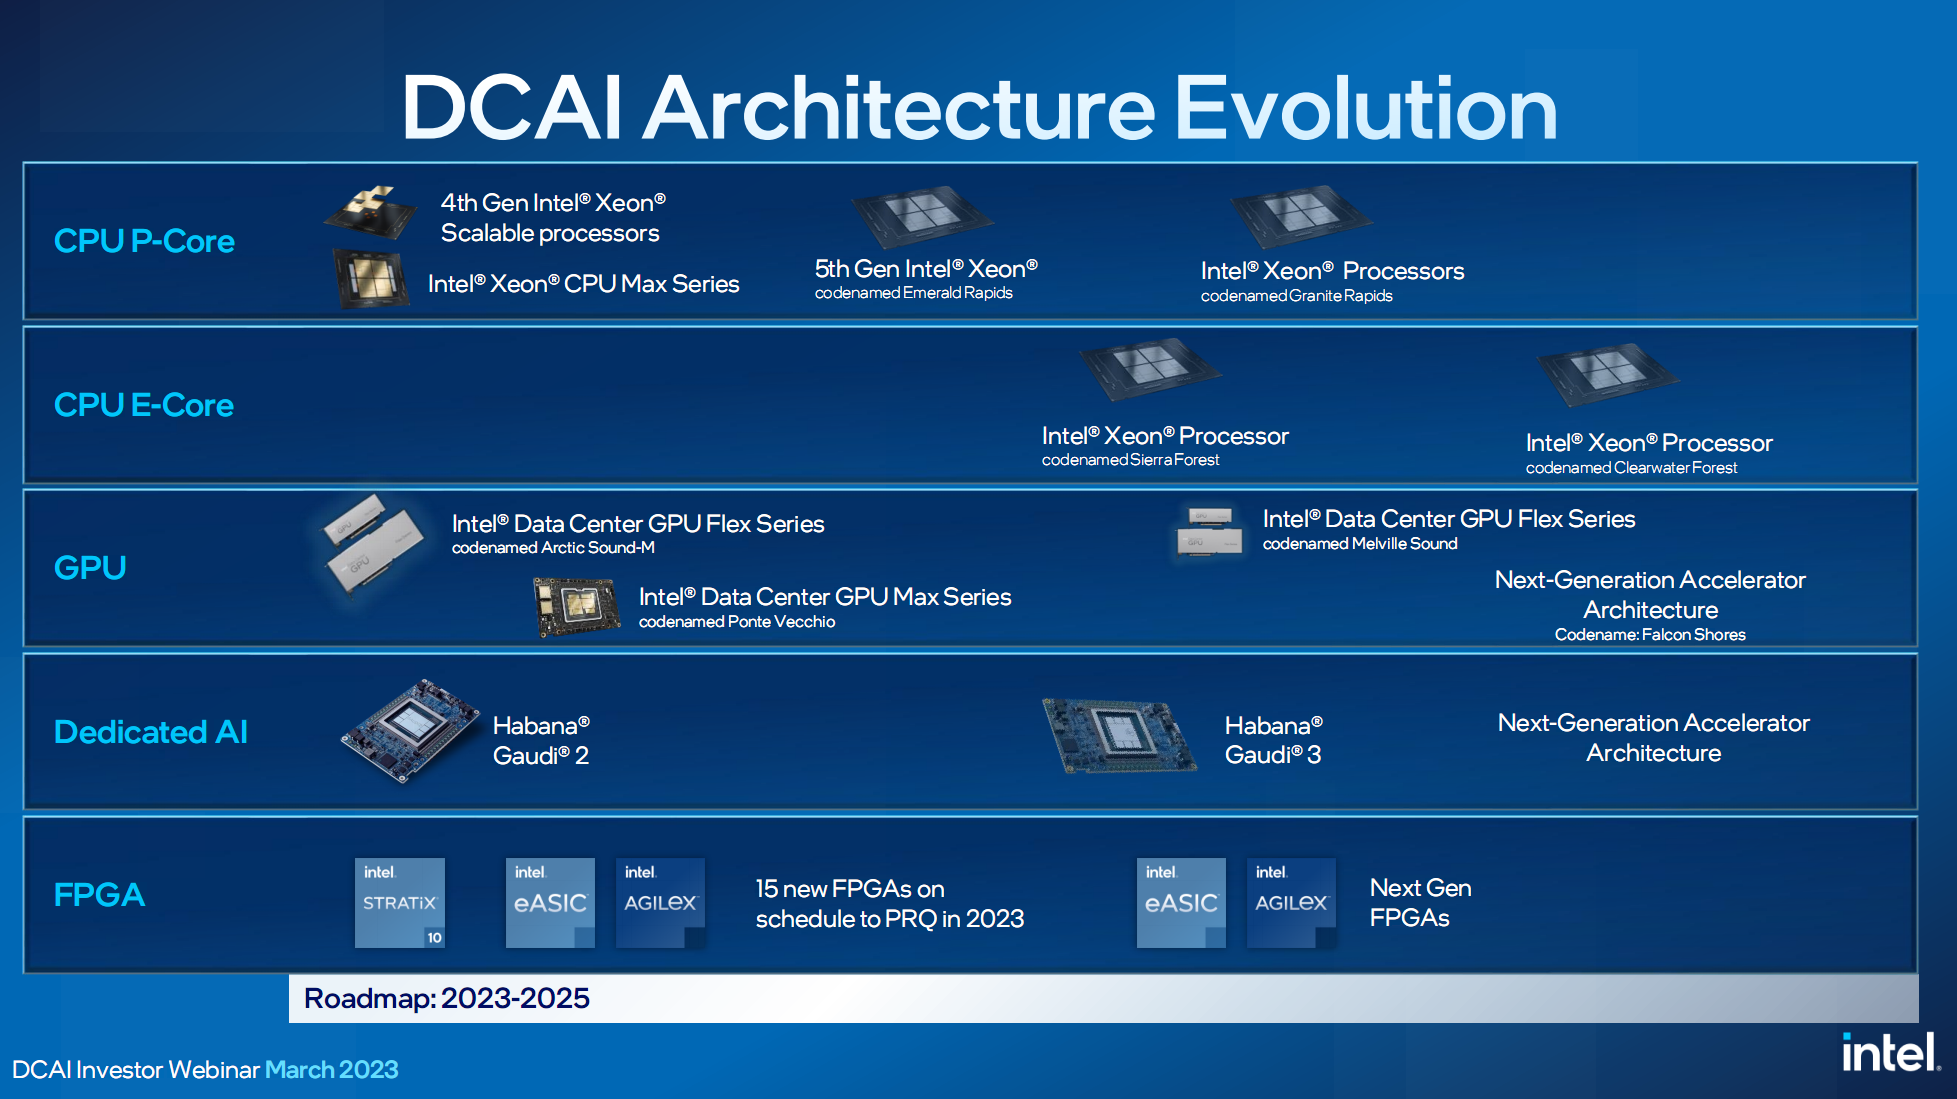 DCAI Architecture Evolution
CPU P-Core
4th Gen Intel® Xeon®
Scalable processors
Intel® Xeon® CPU Max Series
5th Gen Intel® Xeon®
codenamed Emerald Rapids
Intel® Xeon® Processors
codenamed Granite Rapids
CPU E-Core
Intel® Xeon® Processor
codenamed Sierra Forest
Intel® Xeon® Processor
codenamed Clearwater Forest
GPU
GPU
GPU
Intel® Data Center GPU Flex Series
codenamed Arctic Sound-M
Intel® Data Center GPU Max Series
codenamed Ponte Vecchio
GPU
GPU
Intel® Data Center GPU Flex Series
codenamed Melville Sound
Next-Generation Accelerator
Architecture
Codename: Falcon Shores
Dedicated AI
Habana®
Gaudi® 2
Habana®
Gaudi® 3
Next-Generation Accelerator
Architecture
FPGA
intel.
STRATiX
10
intel.
eASIC
intel.
AGILEX
15 new FPGAs on
schedule to PRQ in 2023
intel.
eASIC
intel.
AGILEX
Next Gen
FPGAs
Roadmap: 2023-2025
DCAI Investor Webinar March 2023
intel.